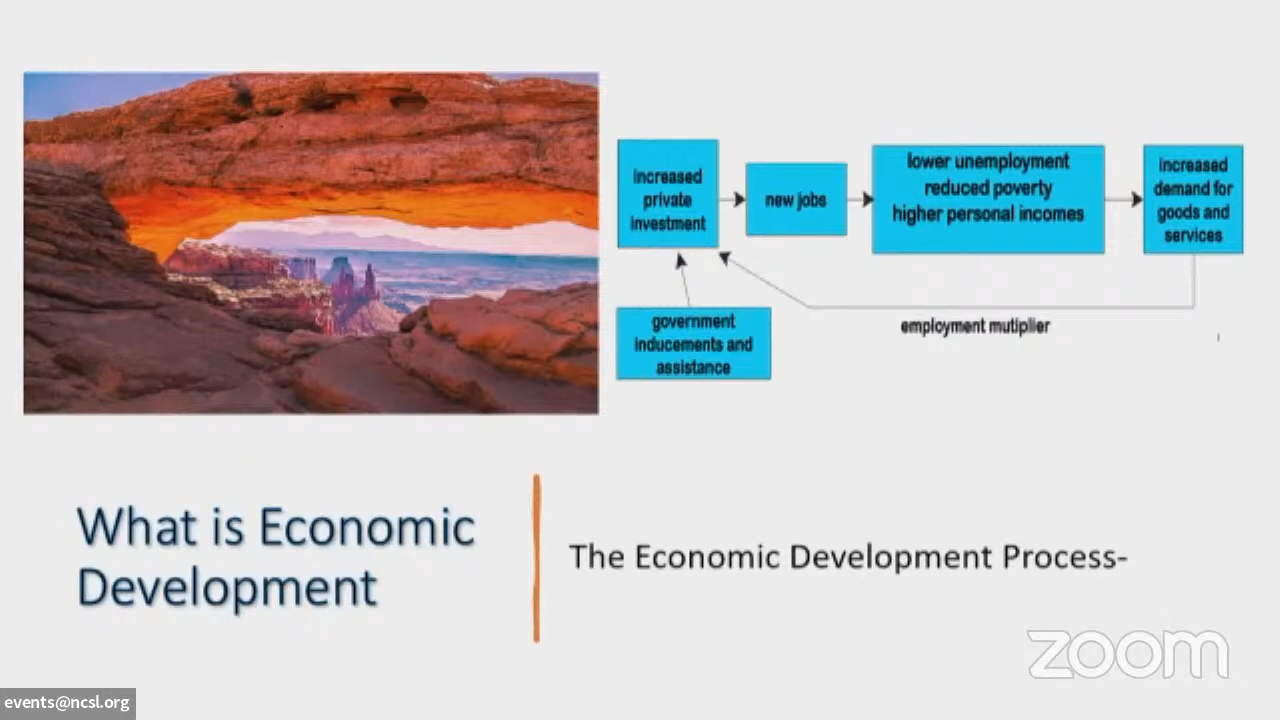 increased
private
investment
new jobs
lower unemployment
reduced poverty
higher personal incomes
increased
demand for
goods and
services
government
inducements and
assistance
employment mutiplier
What is Economic
Development
The Economic Development Process-
zoom
events@ncsl.org